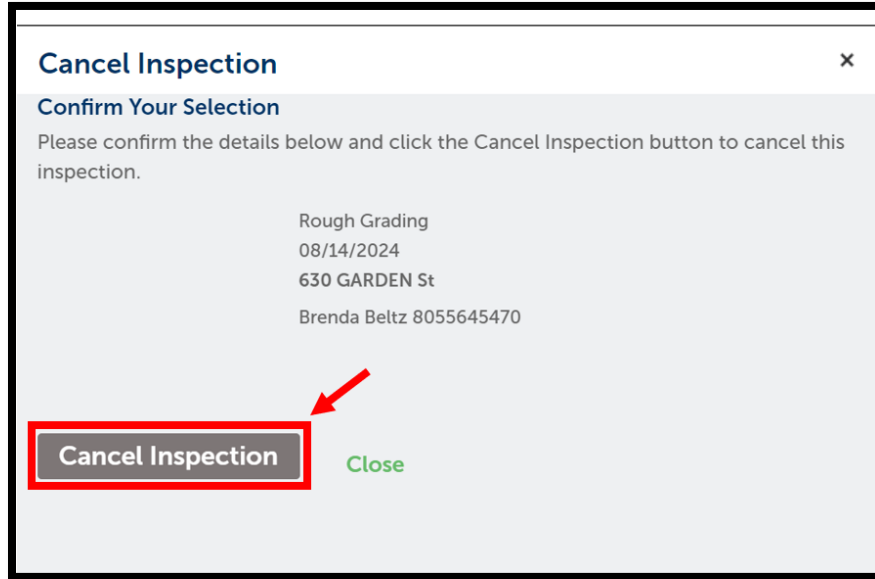 Cancel Inspection ×
Confirm Your Selection
Please confirm the details below and click the Cancel Inspection button to cancel this
inspection.
Rough Grading
08/14/2024
630 GARDEN St
Brenda Beltz 8055645470
Cancel Inspection
Close